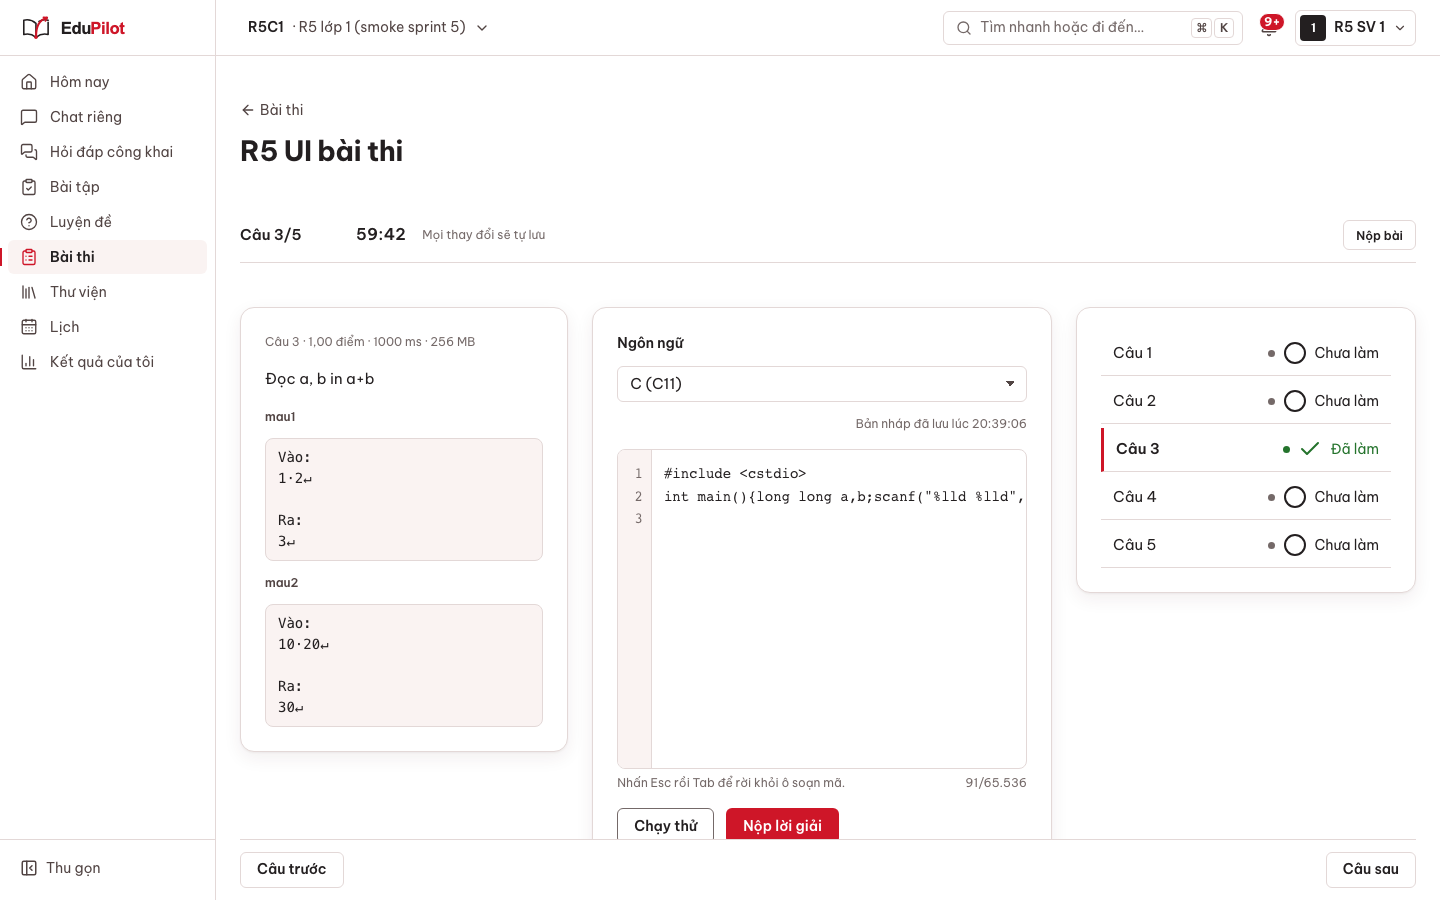 EduPilot
R5C1 · R5 lớp 1 (smoke sprint 5)
Tìm nhanh hoặc đi đến...
⌘ K
9+
1 R5 SV 1
Hôm nay
Chat riêng
Hỏi đáp công khai
Bài tập
Luyện đề
Bài thi
Thư viện
Lịch
Kết quả của tôi
Thu gọn
← Bài thi
R5 UI bài thi
Câu 3/5 59:42 Mọi thay đổi sẽ tự lưu
Nộp bài
Câu 3 · 1,00 điểm · 1000 ms · 256 MB
Đọc a, b in a+b
mau1
Vào:
1·2↵
Ra:
3↵
mau2
Vào:
10·20↵
Ra:
30↵
Ngôn ngữ
C (C11)
Bản nháp đã lưu lúc 20:39:06
1 #include <cstdio>
2 int main(){long long a,b;scanf("%lld %lld",
3
Nhấn Esc rồi Tab để rời khỏi ô soạn mã. 91/65.536
Chạy thử Nộp lời giải
Câu 1 Chưa làm
Câu 2 Chưa làm
Câu 3 Đã làm
Câu 4 Chưa làm
Câu 5 Chưa làm
Câu trước
Câu sau